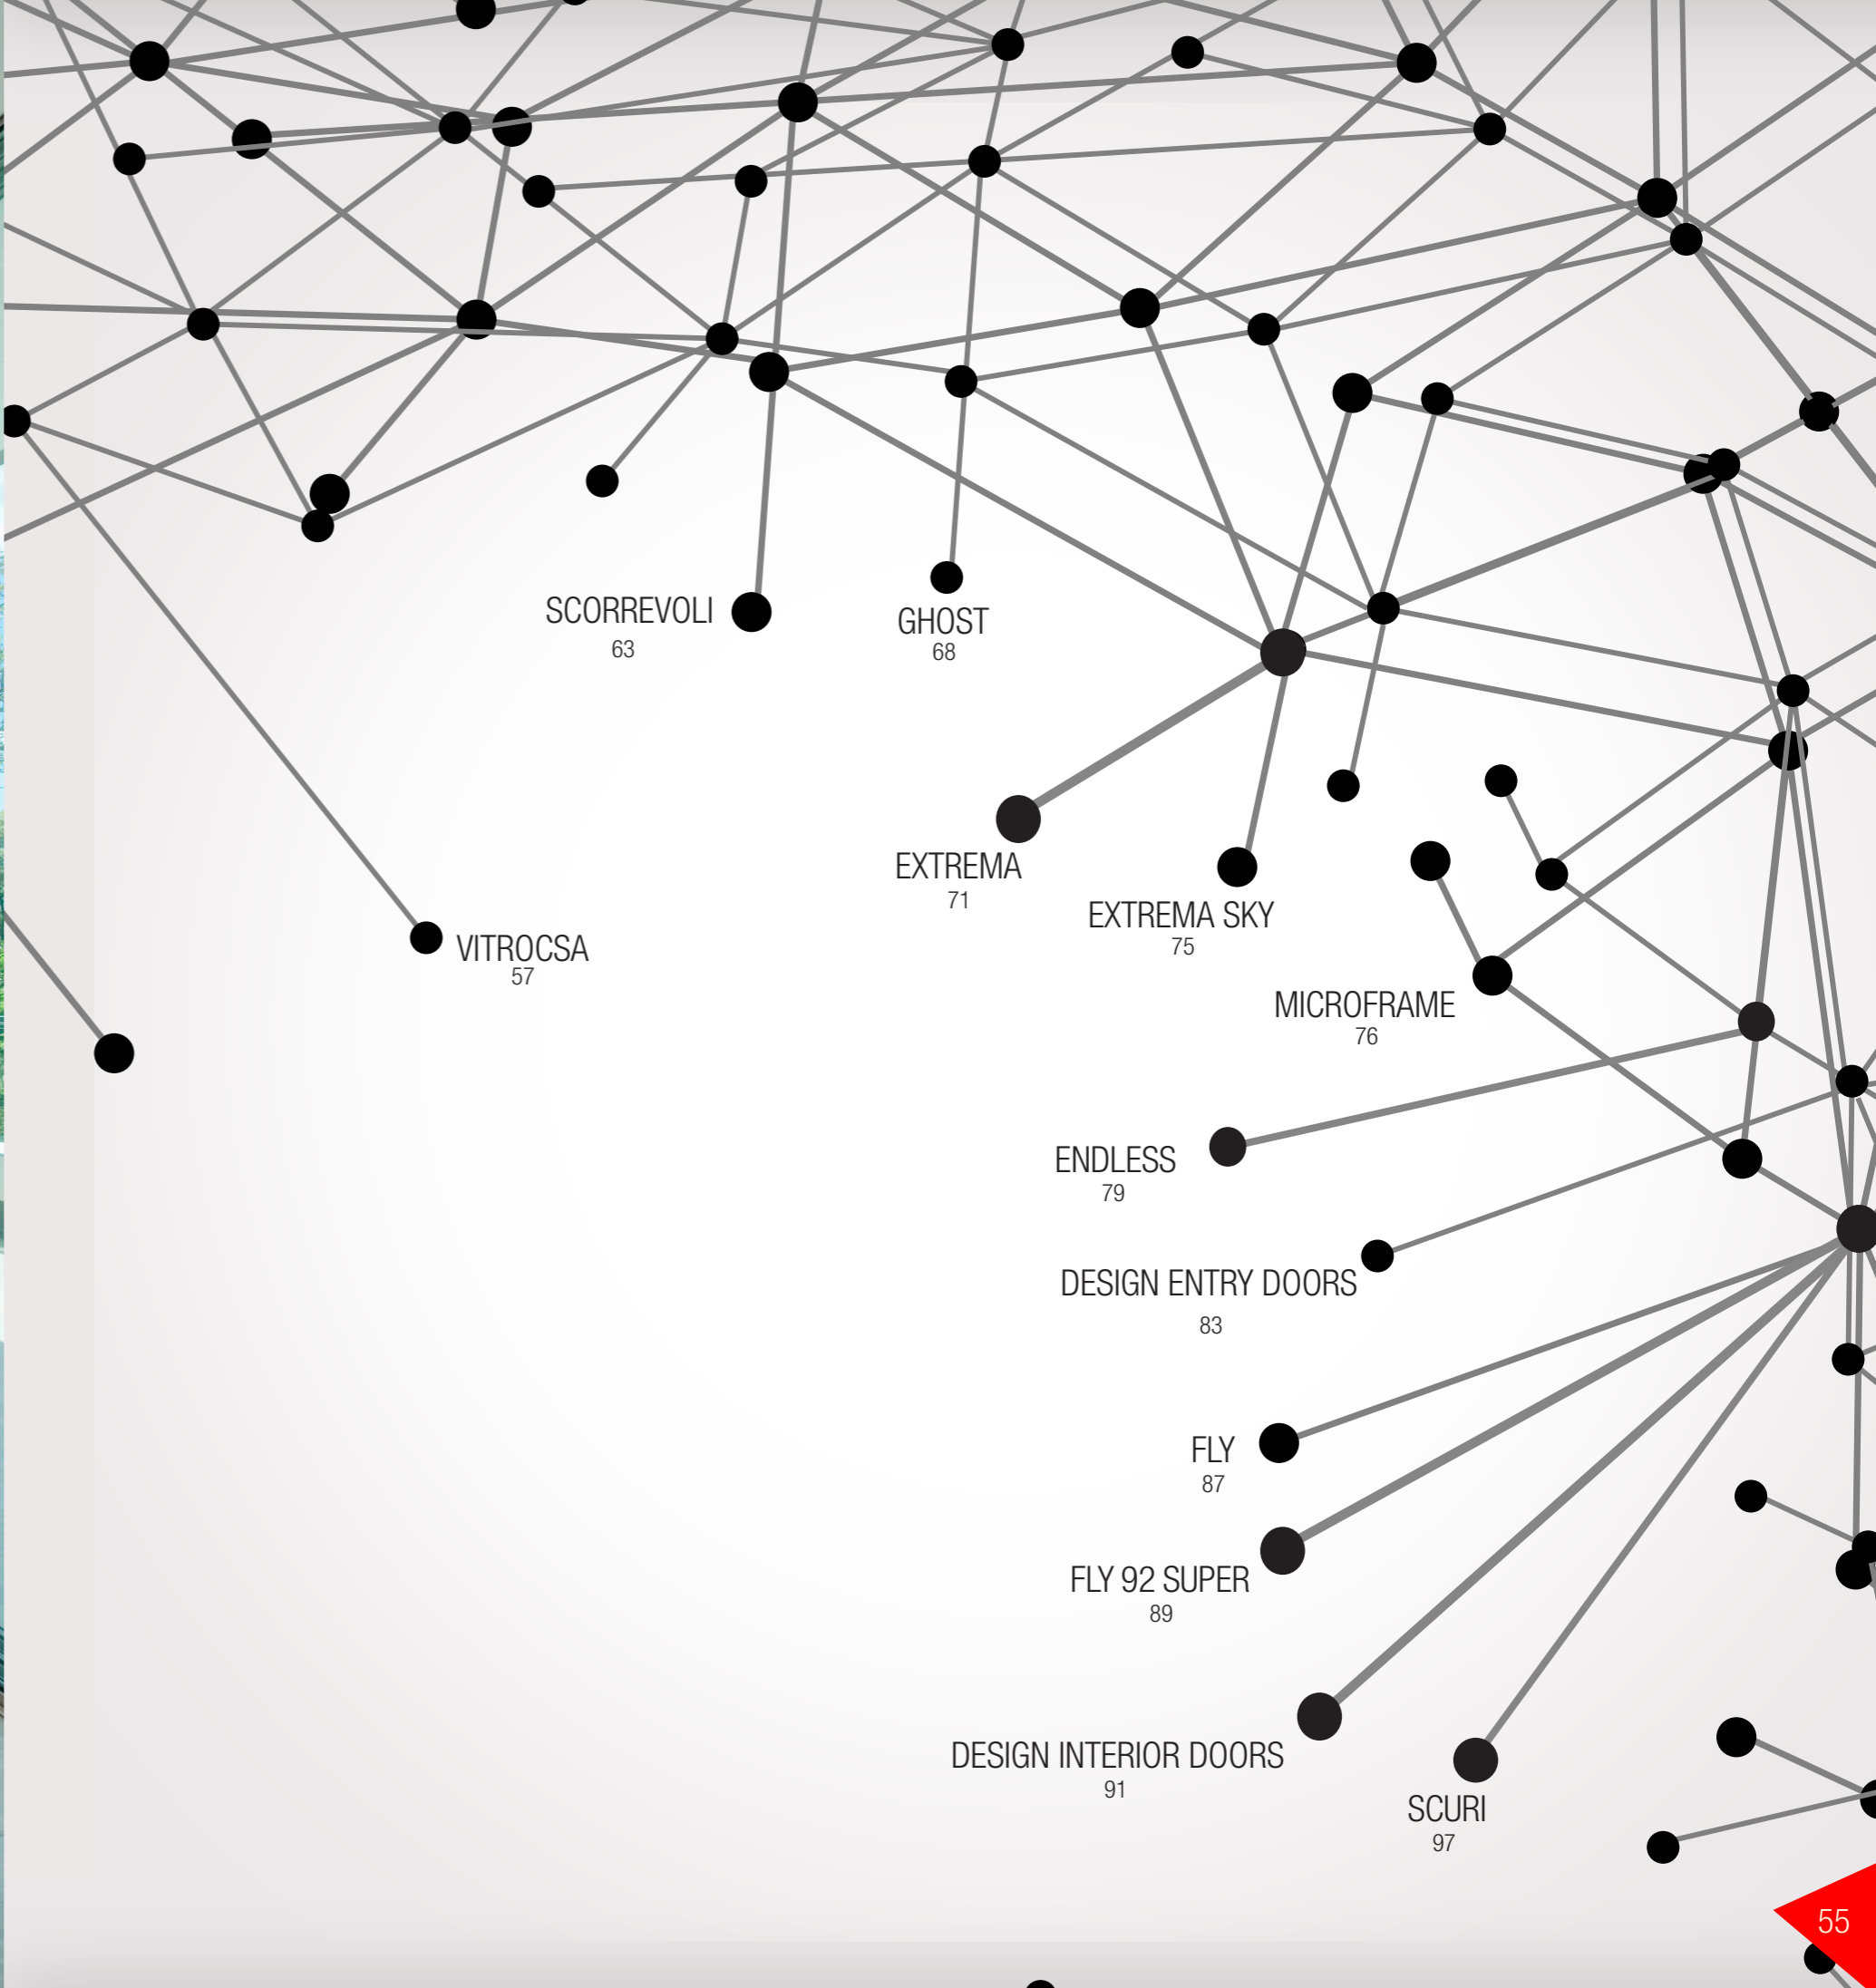 SCORREVOLI
63
GHOST
68
EXTREMA
71
EXTREMA SKY
75
VITROCSA
57
MICROFRAME
76
ENDLESS
79
DESIGN ENTRY DOORS
83
FLY
87
FLY 92 SUPER
89
DESIGN INTERIOR DOORS
91
SCURI
97
55